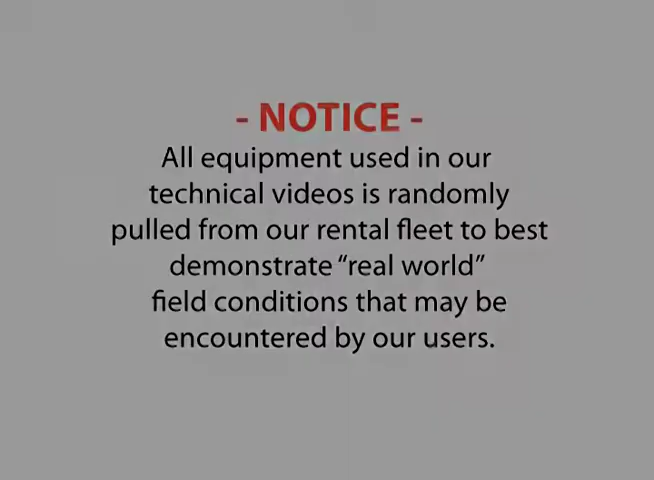 - NOTICE -
All equipment used in our
technical videos is randomly
pulled from our rental fleet to best
demonstrate “real world”
field conditions that may be
encountered by our users.